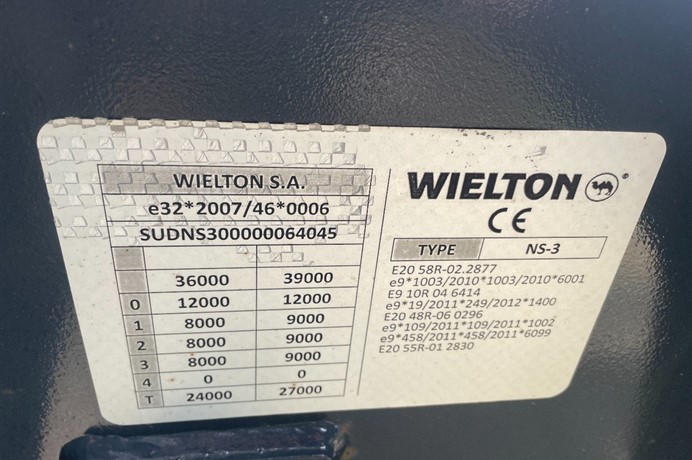 WIELTON S.A.
e32*2007/46*0006
SUDNS300000064045
36000 39000
0 12000 12000
1 8000 9000
2 8000 9000
3 8000 9000
4 0 0
T 24000 27000
WIELTON ®
CE
TYPE NS-3
E20 58R-02.2877
e9*1003/2010*1003/2010*6001
E9 10R 04 6414
e9*19/2011*249/2012*1400
E20 48R-06 0296
e9*109/2011*109/2011*1002
e9*458/2011*458/2011*6099
E20 55R-01 2830